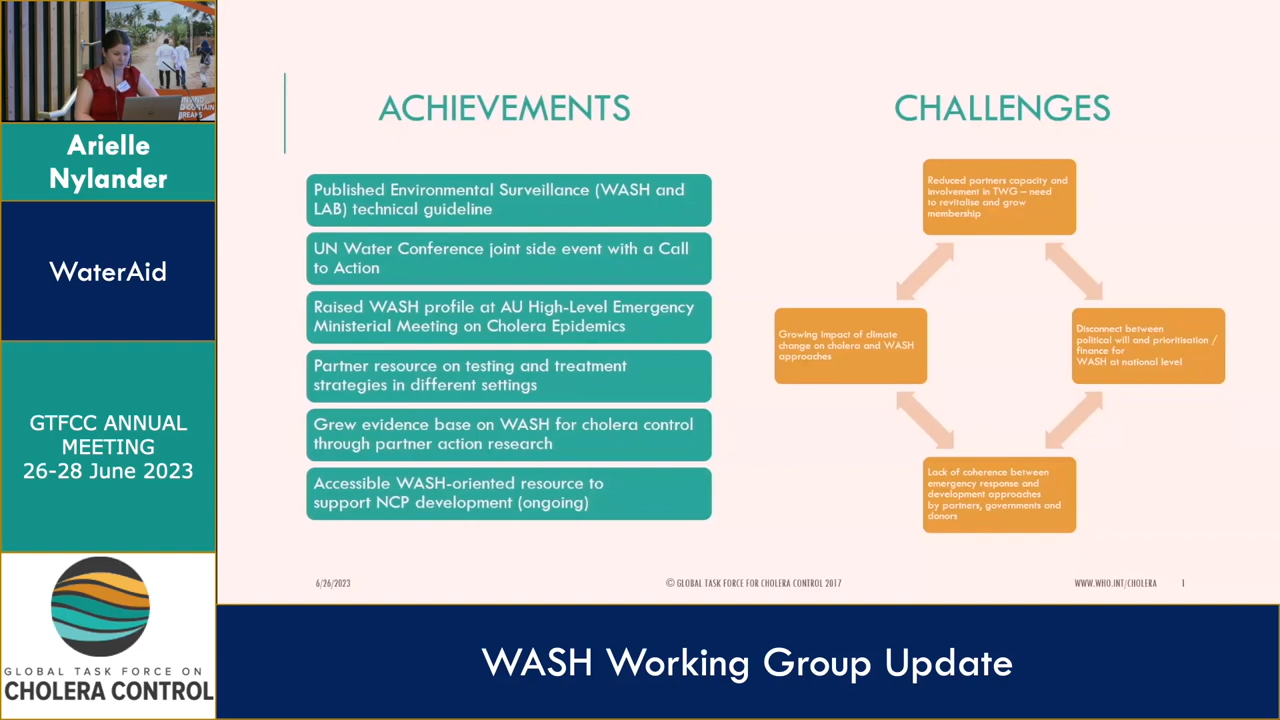 IN AND
D CONTAIN
REAKS
Arielle
Nylander
WaterAid
GTFCC ANNUAL
MEETING
26-28 June 2023
GLOBAL TASK FORCE ON
CHOLERA CONTROL
ACHIEVEMENTS
Published Environmental Surveillance (WASH and
LAB) technical guideline
UN Water Conference joint side event with a Call
to Action
Raised WASH profile at AU High-Level Emergency
Ministerial Meeting on Cholera Epidemics
Partner resource on testing and treatment
strategies in different settings
Grew evidence base on WASH for cholera control
through partner action research
Accessible WASH-oriented resource to
support NCP development (ongoing)
CHALLENGES
Reduced partners capacity and
involvement in TWG – need
to revitalise and grow
membership
Growing impact of climate
change on cholera and WASH
approaches
Disconnect between
political will and prioritisation /
finance for
WASH at national level
Lack of coherence between
emergency response and
development approaches
by partners, governments and
donors
6/26/2023
© GLOBAL TASK FORCE FOR CHOLERA CONTROL 2017
WWW.WHO.INT/CHOLERA
1
WASH Working Group Update